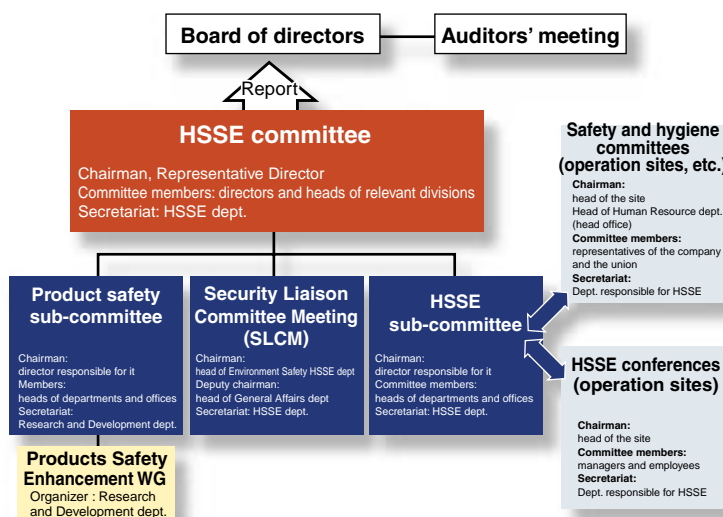 Board of directors
Auditors' meeting
Report
HSSE committee
Chairman, Representative Director
Committee members: directors and heads of relevant divisions
Secretariat: HSSE dept.
Product safety
sub-committee
Chairman:
director responsible for it
Members:
heads of departments and offices
Secretariat:
Research and Development dept.
Security Liaison
Committee Meeting
(SLCM)
Chairman:
head of Environment Safety HSSE dept
Deputy chairman:
head of General Affairs dept
Secretariat: HSSE dept.
HSSE
sub-committee
Chairman:
director responsible for it
Committee members:
heads of departments and offices
Secretariat: HSSE dept.
Products Safety
Enhancement WG
Organizer : Research
and Development dept.
Safety and hygiene
committees
(operation sites, etc.)
Chairman:
head of the site
Head of Human Resource dept.
(head office)
Committee members:
representatives of the company
and the union
Secretariat:
Dept. responsible for HSSE
HSSE conferences
(operation sites)
Chairman:
head of the site
Committee members:
managers and employees
Secretariat:
Dept. responsible for HSSE